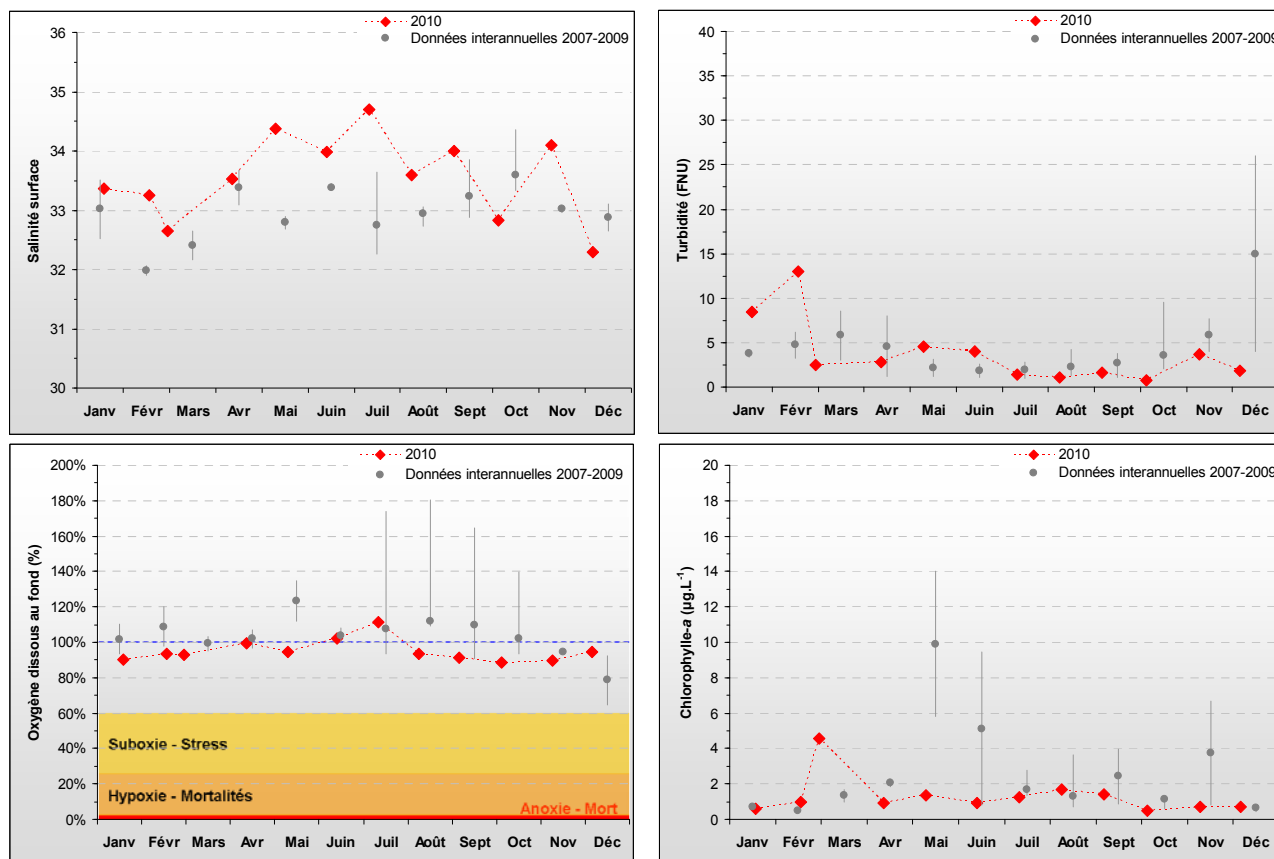 2010
Données interannuelles 2007-2009
Salinité surface
36
35
34
33
32
31
30
Janv Févr Mars Avr Mai Juin Juil Août Sept Oct Nov Déc
2010
Données interannuelles 2007-2009
Turbidité (FNU)
40
35
30
25
20
15
10
5
0
Janv Févr Mars Avr Mai Juin Juil Août Sept Oct Nov Déc
2010
Données interannuelles 2007-2009
Oxygène dissous au fond (%)
200%
180%
160%
140%
120%
100%
80%
60%
40%
20%
0%
Suboxie - Stress
Hypoxie - Mortalités
Anoxie - Mort
Janv Févr Mars Avr Mai Juin Juil Août Sept Oct Nov Déc
2010
Données interannuelles 2007-2009
Chlorophylle-a (µg.L⁻¹)
20
18
16
14
12
10
8
6
4
2
0
Janv Févr Mars Avr Mai Juin Juil Août Sept Oct Nov Déc